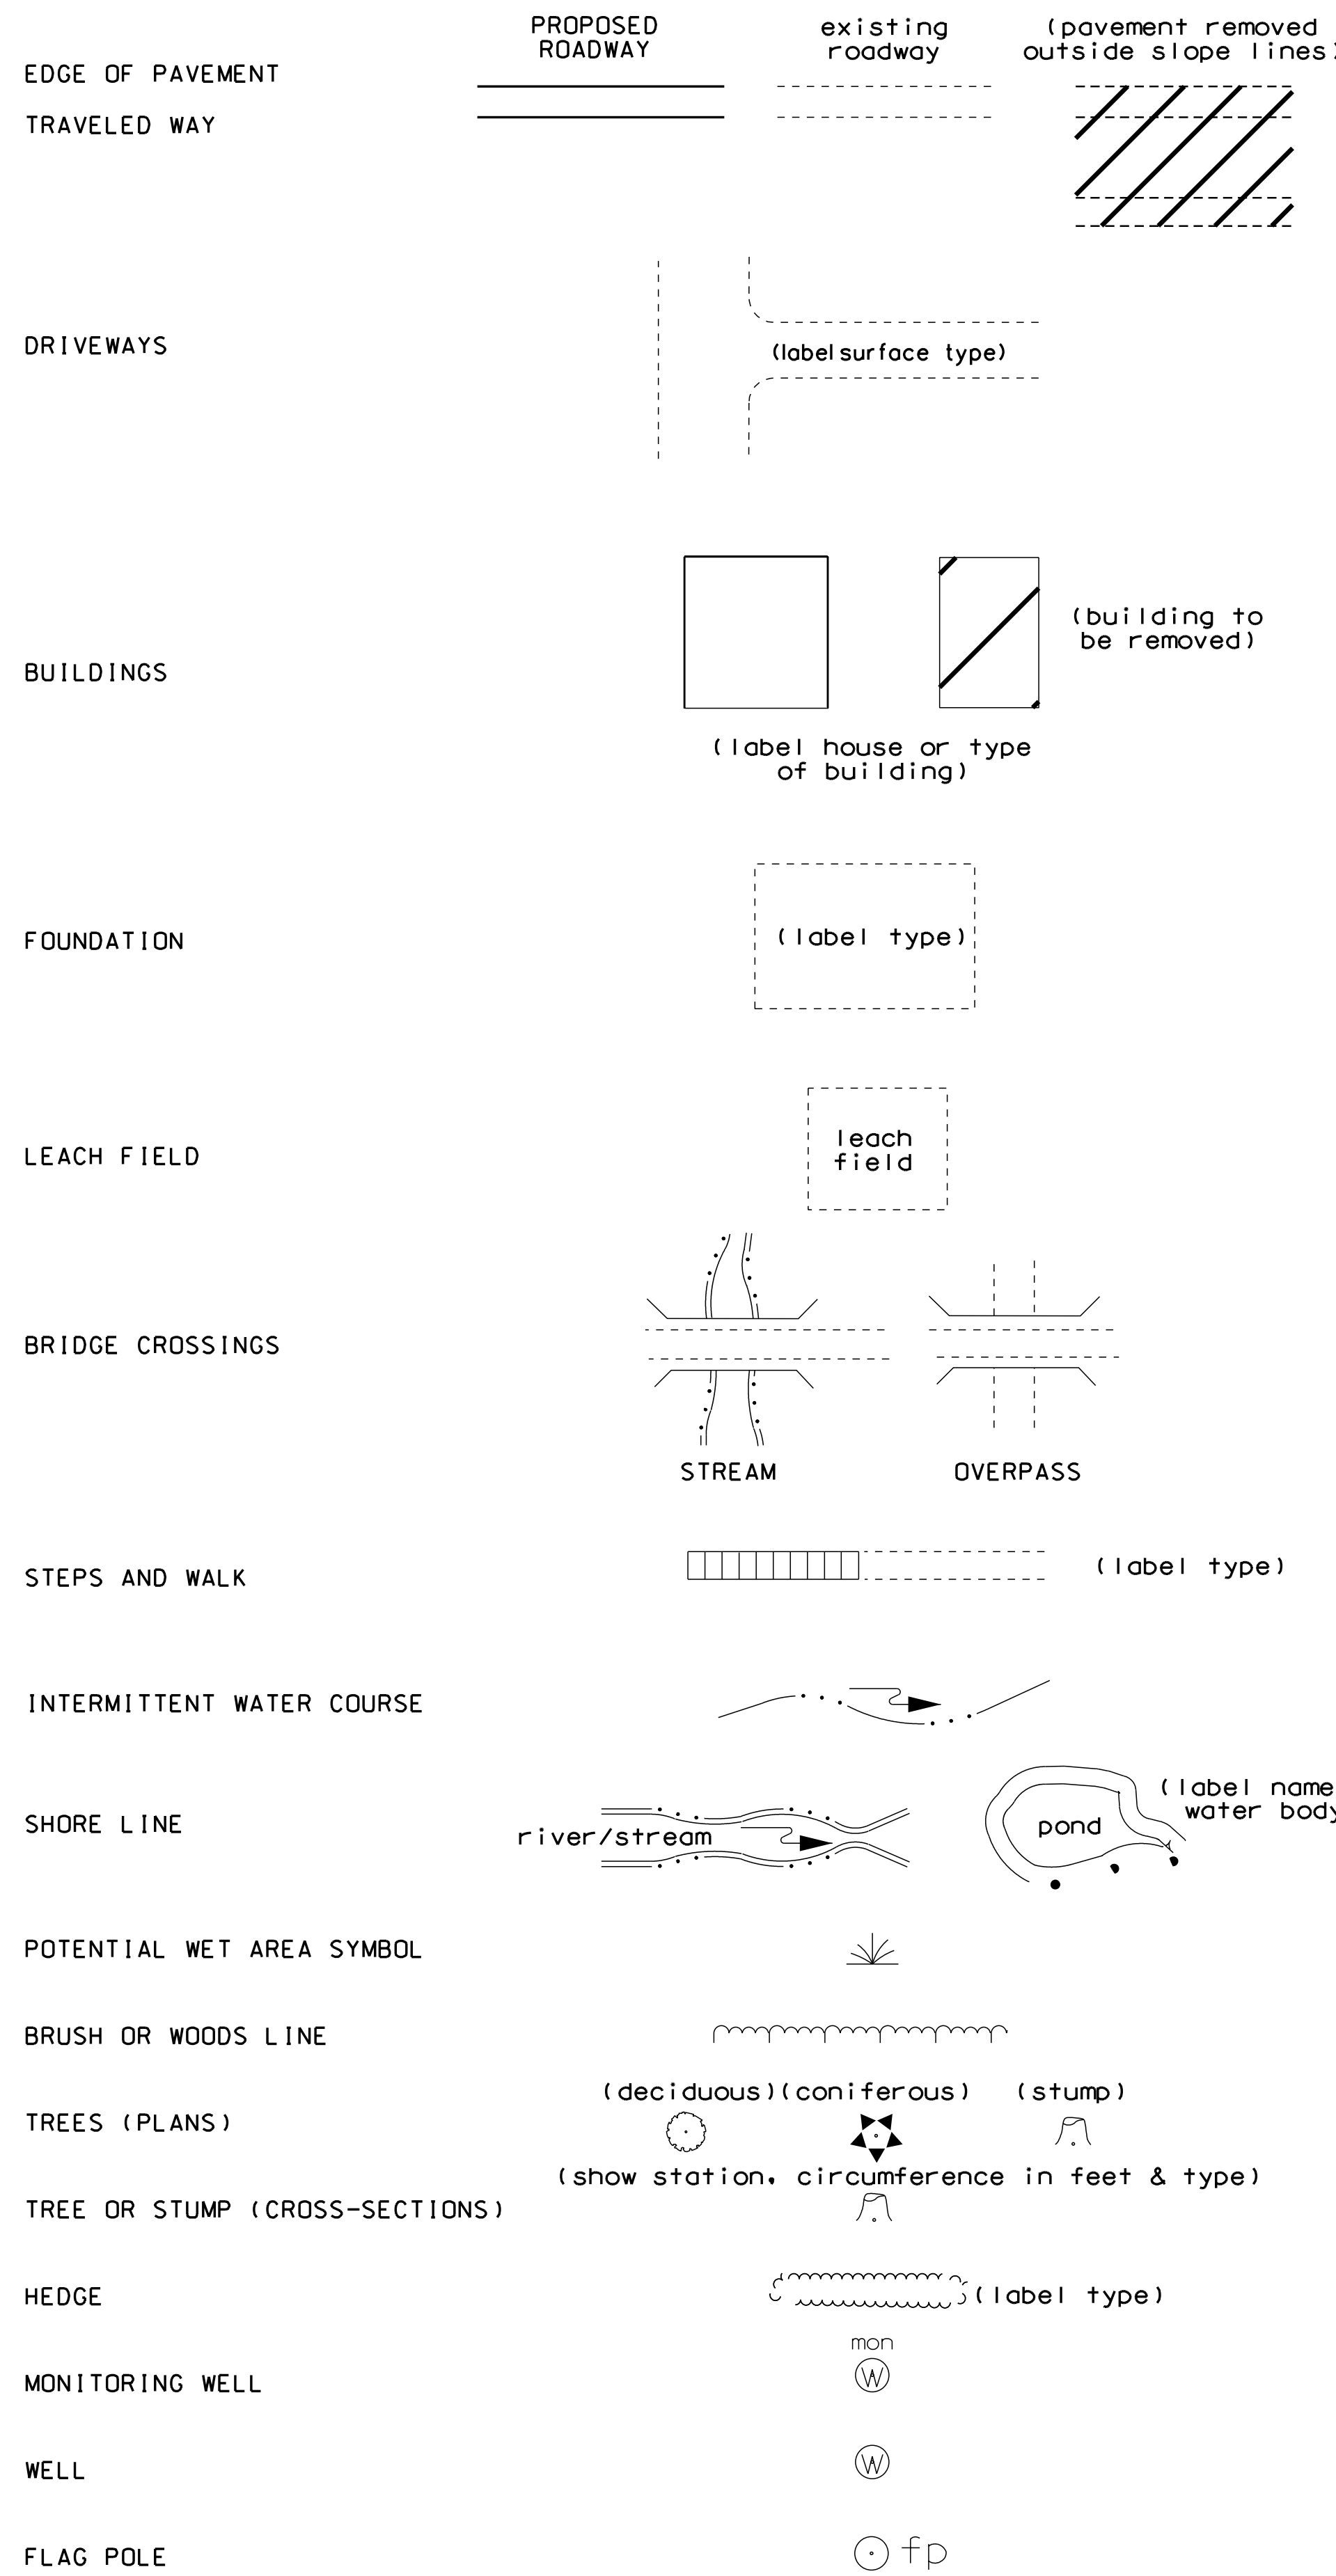 PROPOSED
ROADWAY
existing
roadway
(pavement removed
outside slope lines)
EDGE OF PAVEMENT
TRAVELED WAY
DRIVEWAYS
(label surface type)
BUILDINGS
(building to
be removed)
(label house or type
of building)
FOUNDATION
(label type)
LEACH FIELD
leach
field
BRIDGE CROSSINGS
STREAM
OVERPASS
STEPS AND WALK
(label type)
INTERMITTENT WATER COURSE
SHORE LINE
river/stream
pond
(label name
water body
POTENTIAL WET AREA SYMBOL
BRUSH OR WOODS LINE
(deciduous) (coniferous) (stump)
TREES (PLANS)
(show station, circumference in feet & type)
TREE OR STUMP (CROSS-SECTIONS)
HEDGE
(label type)
mon
MONITORING WELL
W
WELL
W
FLAG POLE
fp